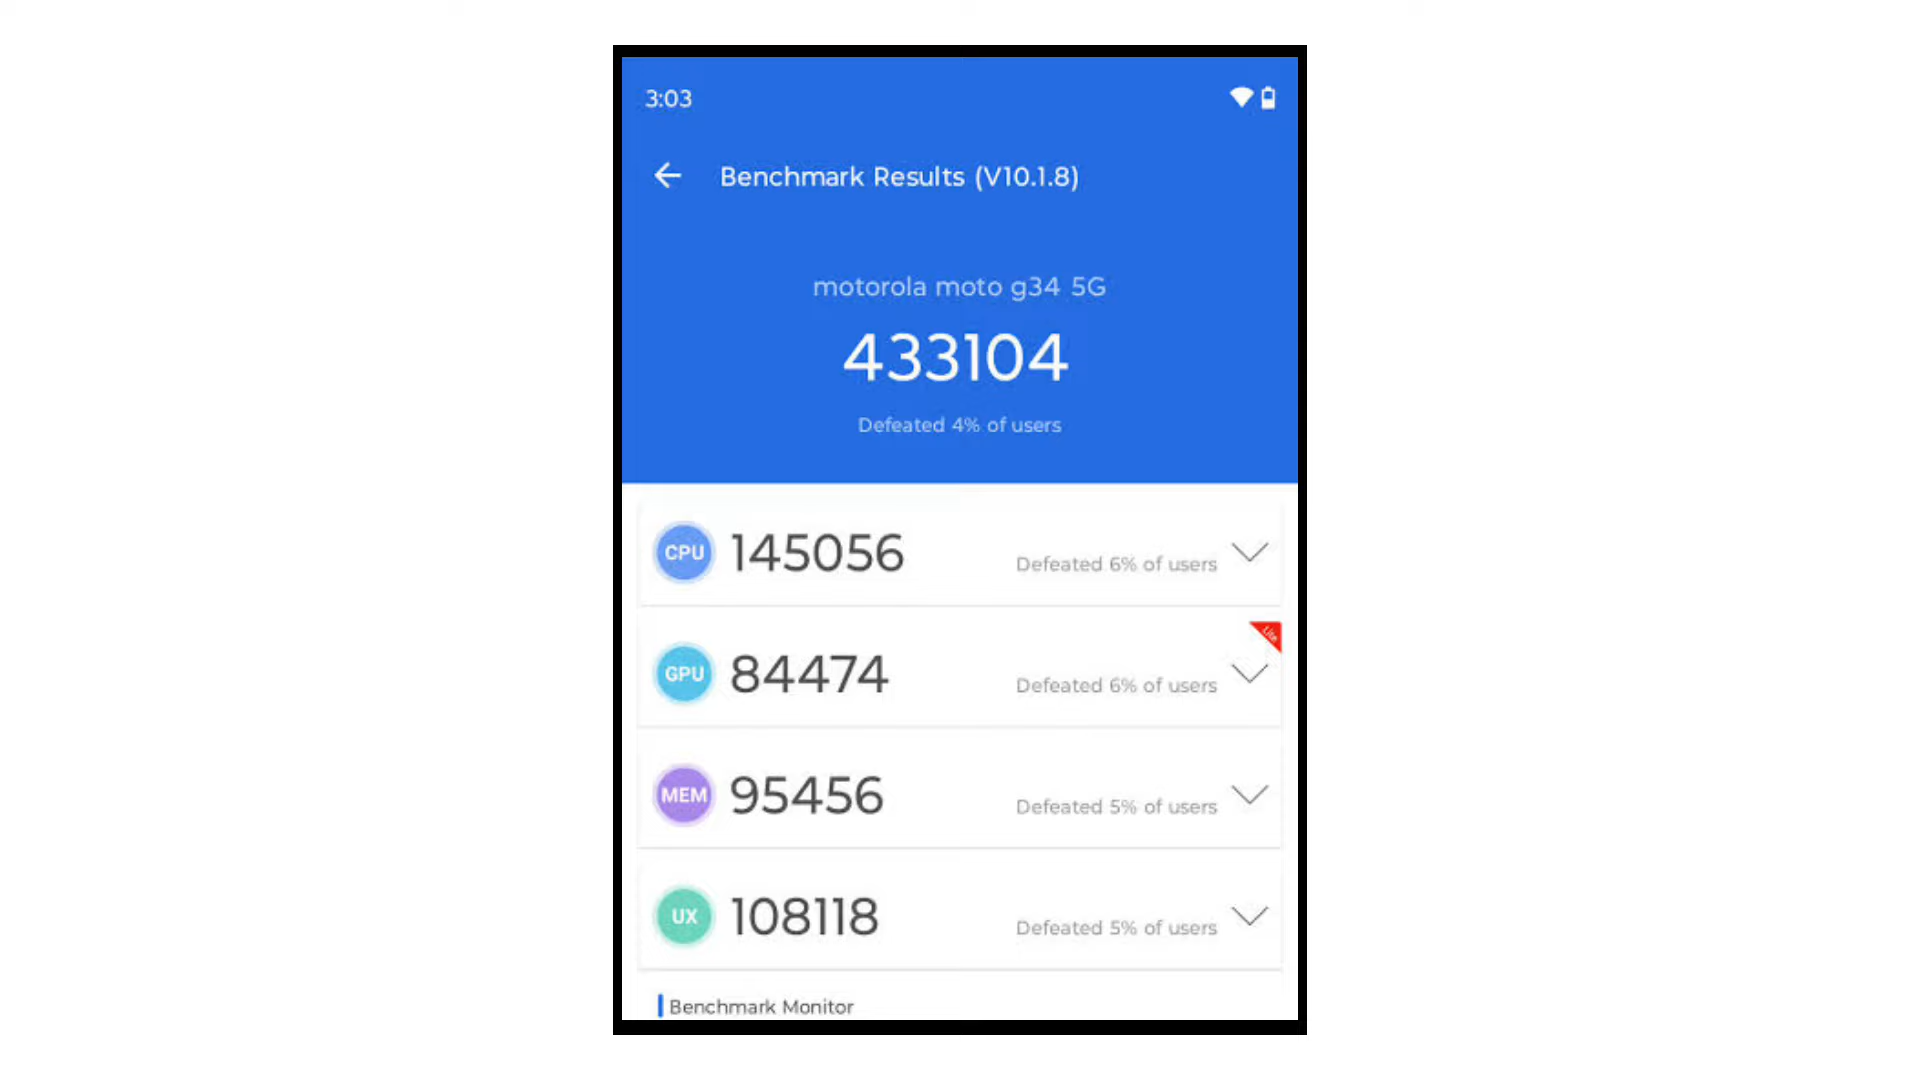 3:03
Benchmark Results (V10.1.8)
motorola moto g34 5G
433104
Defeated 4% of users
CPU 145056 Defeated 6% of users
Lite
GPU 84474 Defeated 6% of users
MEM 95456 Defeated 5% of users
UX 108118 Defeated 5% of users
Benchmark Monitor